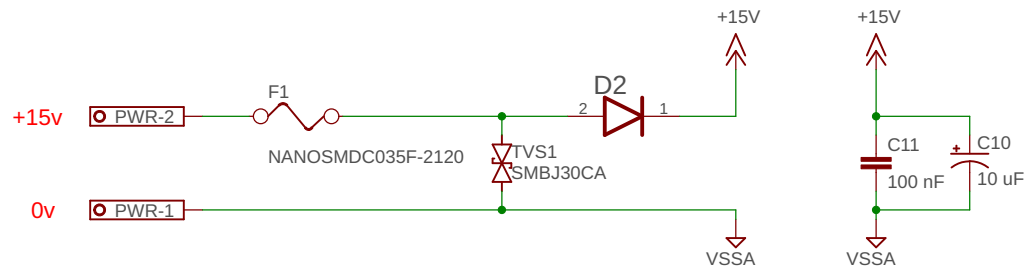 +15V
+15V
F1
D2
2
1
+15v
PWR-2
NANOSMDC035F-2120
TVS1
SMBJ30CA
C11
100 nF
C10
10 uF
0v
PWR-1
VSSA
VSSA